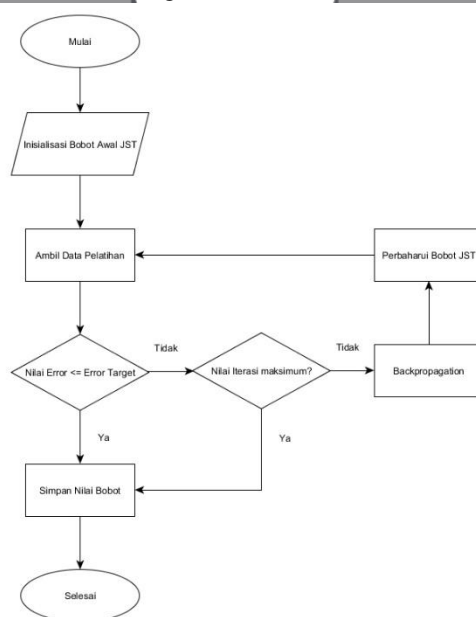 Mulai
Inisialisasi Bobot Awal JST
Ambil Data Pelatihan
Perbaharui Bobot JST
Tidak
Tidak
Nilai Error <= Error Target
Nilai Iterasi maksimum?
Backpropagation
Ya
Ya
Simpan Nilai Bobot
Selesai